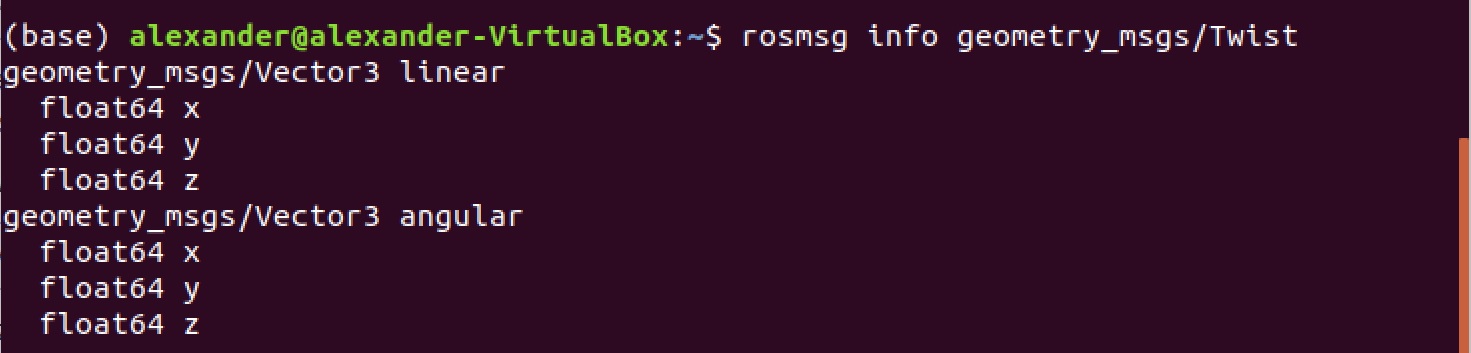 (base) alexander@alexander-VirtualBox:~$ rosmsg info geometry_msgs/Twist
geometry_msgs/Vector3 linear
  float64 x
  float64 y
  float64 z
geometry_msgs/Vector3 angular
  float64 x
  float64 y
  float64 z